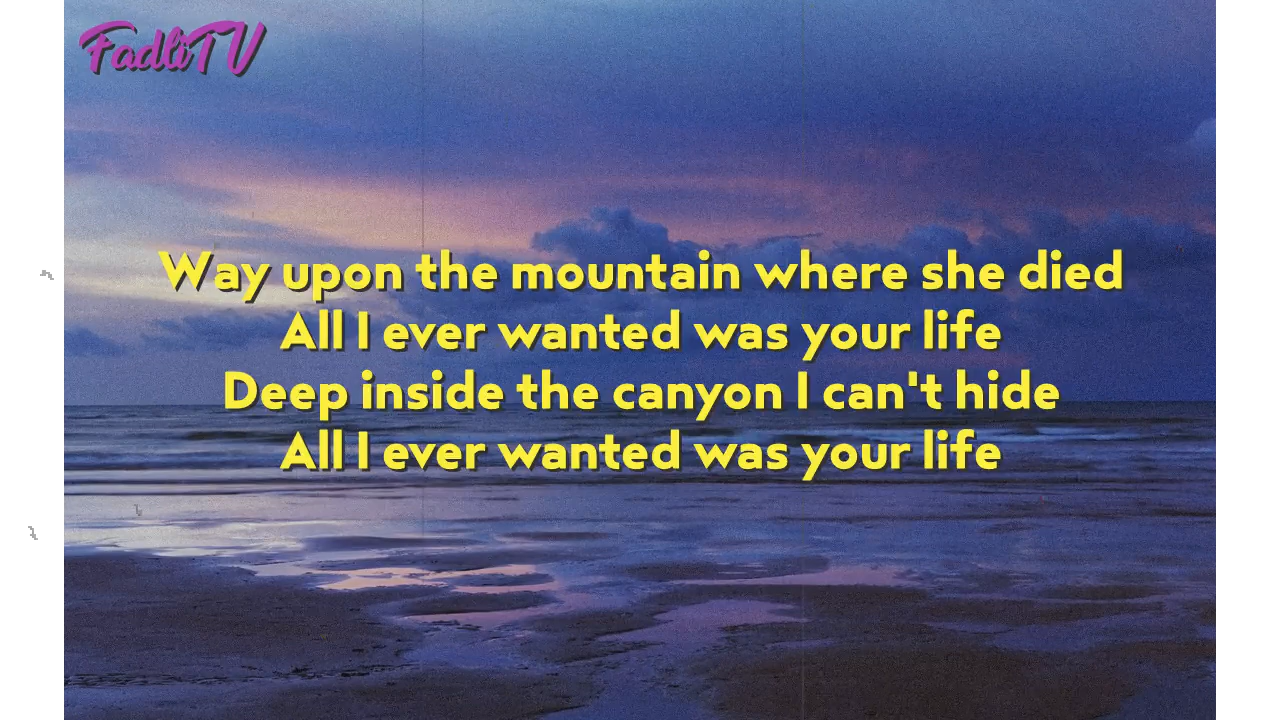 FadliTV
Way upon the mountain where she died
All I ever wanted was your life
Deep inside the canyon I can't hide
All I ever wanted was your life